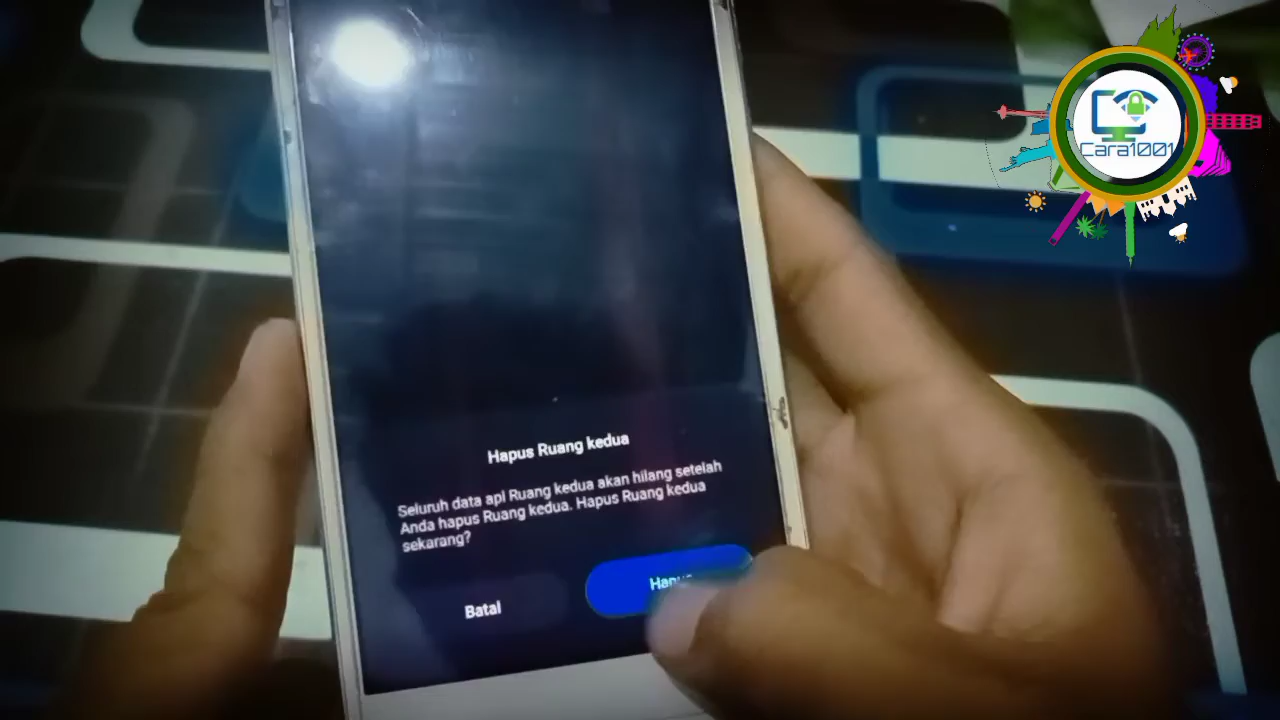 Cara1001
Hapus Ruang kedua
Seluruh data apl Ruang kedua akan hilang setelah
Anda hapus Ruang kedua. Hapus Ruang kedua
sekarang?
Batal